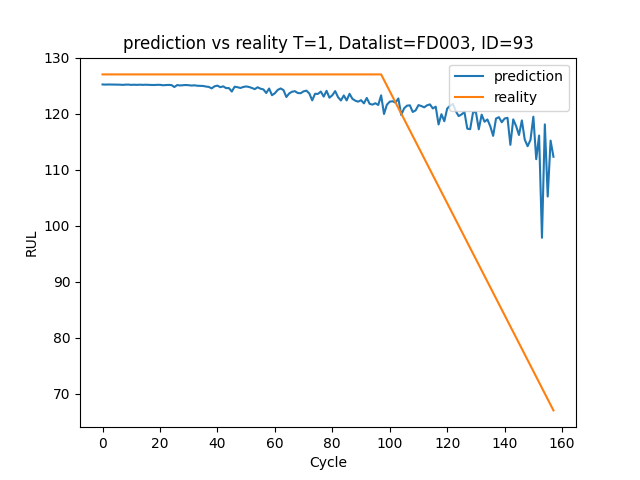 prediction vs reality T=1, Datalist=FD003, ID=93
130
prediction
reality
120
110
100
90
80
70
RUL
0 20 40 60 80 100 120 140 160
Cycle